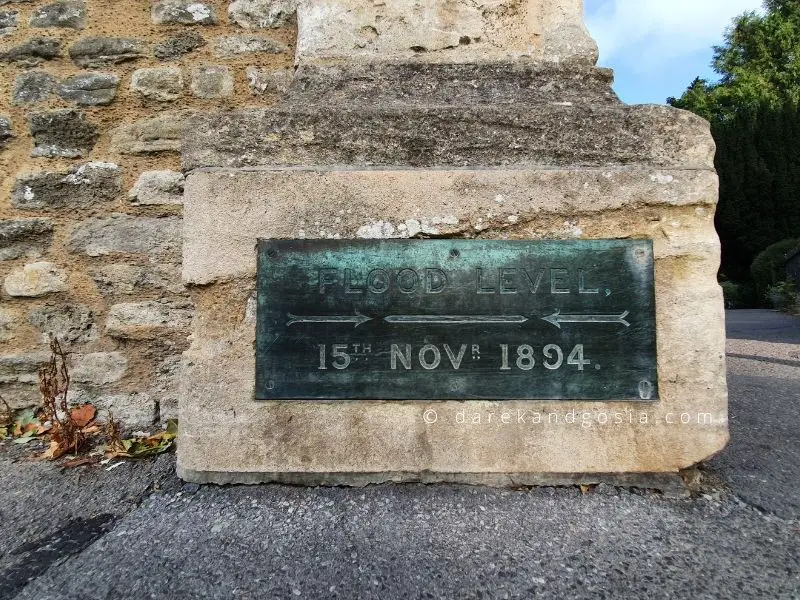 FLOOD LEVEL,
15TH NOVR 1894.
© darekandgosia.com